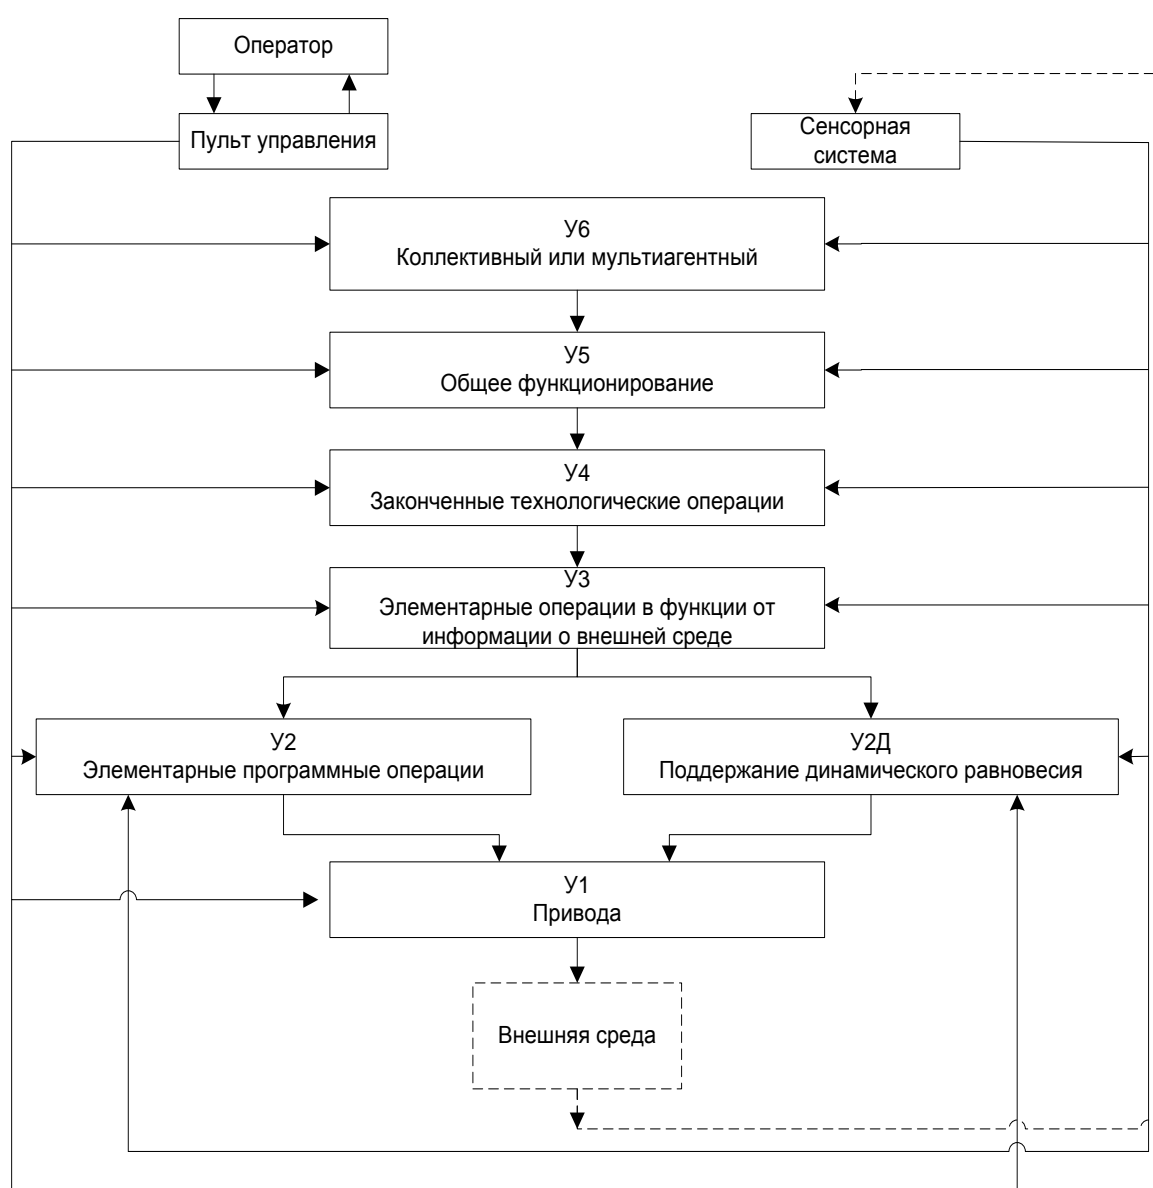 Оператор
Пульт управления
Сенсорная
система
У6
Коллективный или мультиагентный
У5
Общее функционирование
У4
Законченные технологические операции
У3
Элементарные операции в функции от
информации о внешней среде
У2
Элементарные программные операции
У2Д
Поддержание динамического равновесия
У1
Привода
Внешняя среда